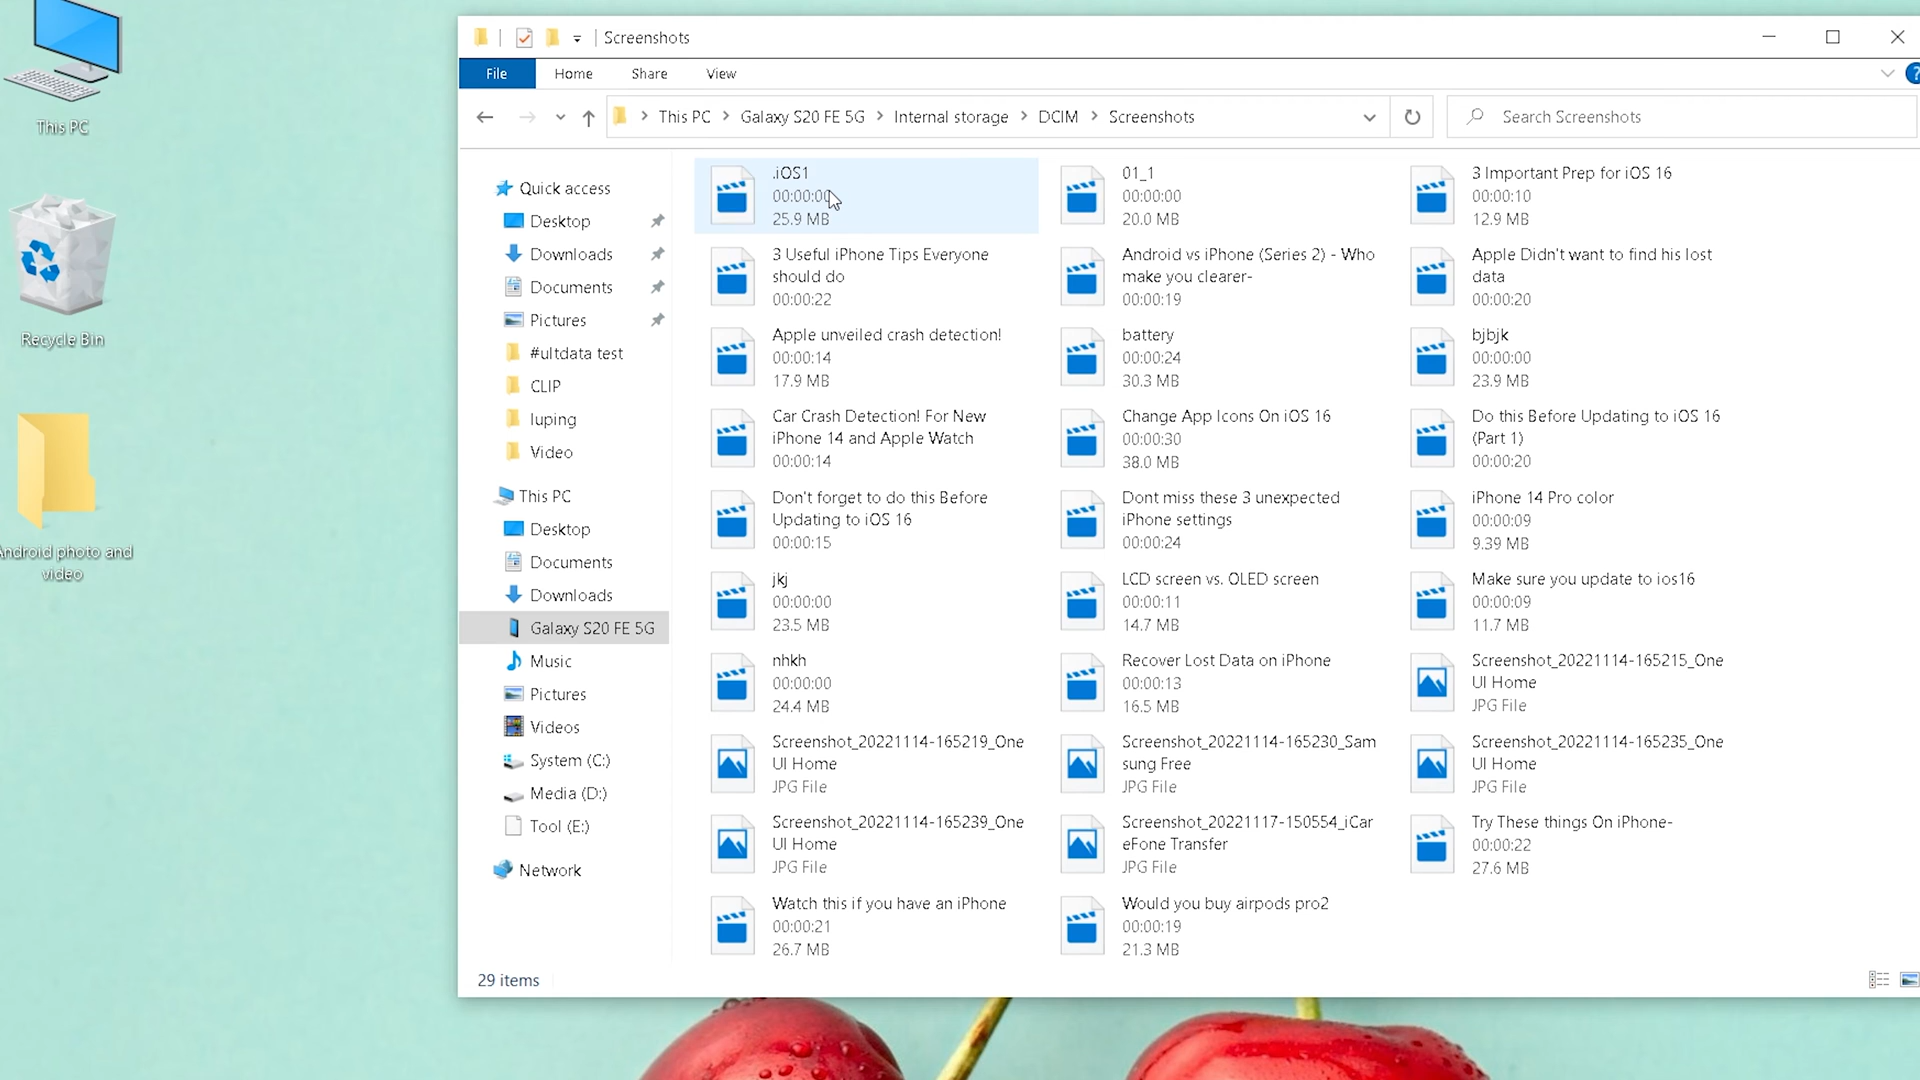 This PC
Recycle Bin
Android photo and
video
Screenshots
File
Home
Share
View
?
This PC
Galaxy S20 FE 5G
Internal storage
DCIM
Screenshots
Search Screenshots
Quick access
Desktop
Downloads
Documents
Pictures
#ultdata test
CLIP
luping
Video
This PC
Desktop
Documents
Downloads
Galaxy S20 FE 5G
Music
Pictures
Videos
System (C:)
Media (D:)
Tool (E:)
Network
.iOS1
00:00:00
25.9 MB
01_1
00:00:00
20.0 MB
3 Important Prep for iOS 16
00:00:10
12.9 MB
3 Useful iPhone Tips Everyone
should do
00:00:22
Android vs iPhone (Series 2) - Who
make you clearer-
00:00:19
Apple Didn't want to find his lost
data
00:00:20
Apple unveiled crash detection!
00:00:14
17.9 MB
battery
00:00:24
30.3 MB
bjbjk
00:00:00
23.9 MB
Car Crash Detection! For New
iPhone 14 and Apple Watch
00:00:14
Change App Icons On iOS 16
00:00:30
38.0 MB
Do this Before Updating to iOS 16
(Part 1)
00:00:20
Don't forget to do this Before
Updating to iOS 16
00:00:15
Dont miss these 3 unexpected
iPhone settings
00:00:24
iPhone 14 Pro color
00:00:09
9.39 MB
jkj
00:00:00
23.5 MB
LCD screen vs. OLED screen
00:00:11
14.7 MB
Make sure you update to ios16
00:00:09
11.7 MB
nhkh
00:00:00
24.4 MB
Recover Lost Data on iPhone
00:00:13
16.5 MB
Screenshot_20221114-165215_One
UI Home
JPG File
Screenshot_20221114-165219_One
UI Home
JPG File
Screenshot_20221114-165230_Sam
sung Free
JPG File
Screenshot_20221114-165235_One
UI Home
JPG File
Screenshot_20221114-165239_One
UI Home
JPG File
Screenshot_20221117-150554_iCar
eFone Transfer
JPG File
Try These things On iPhone-
00:00:22
27.6 MB
Watch this if you have an iPhone
00:00:21
26.7 MB
Would you buy airpods pro2
00:00:19
21.3 MB
29 items